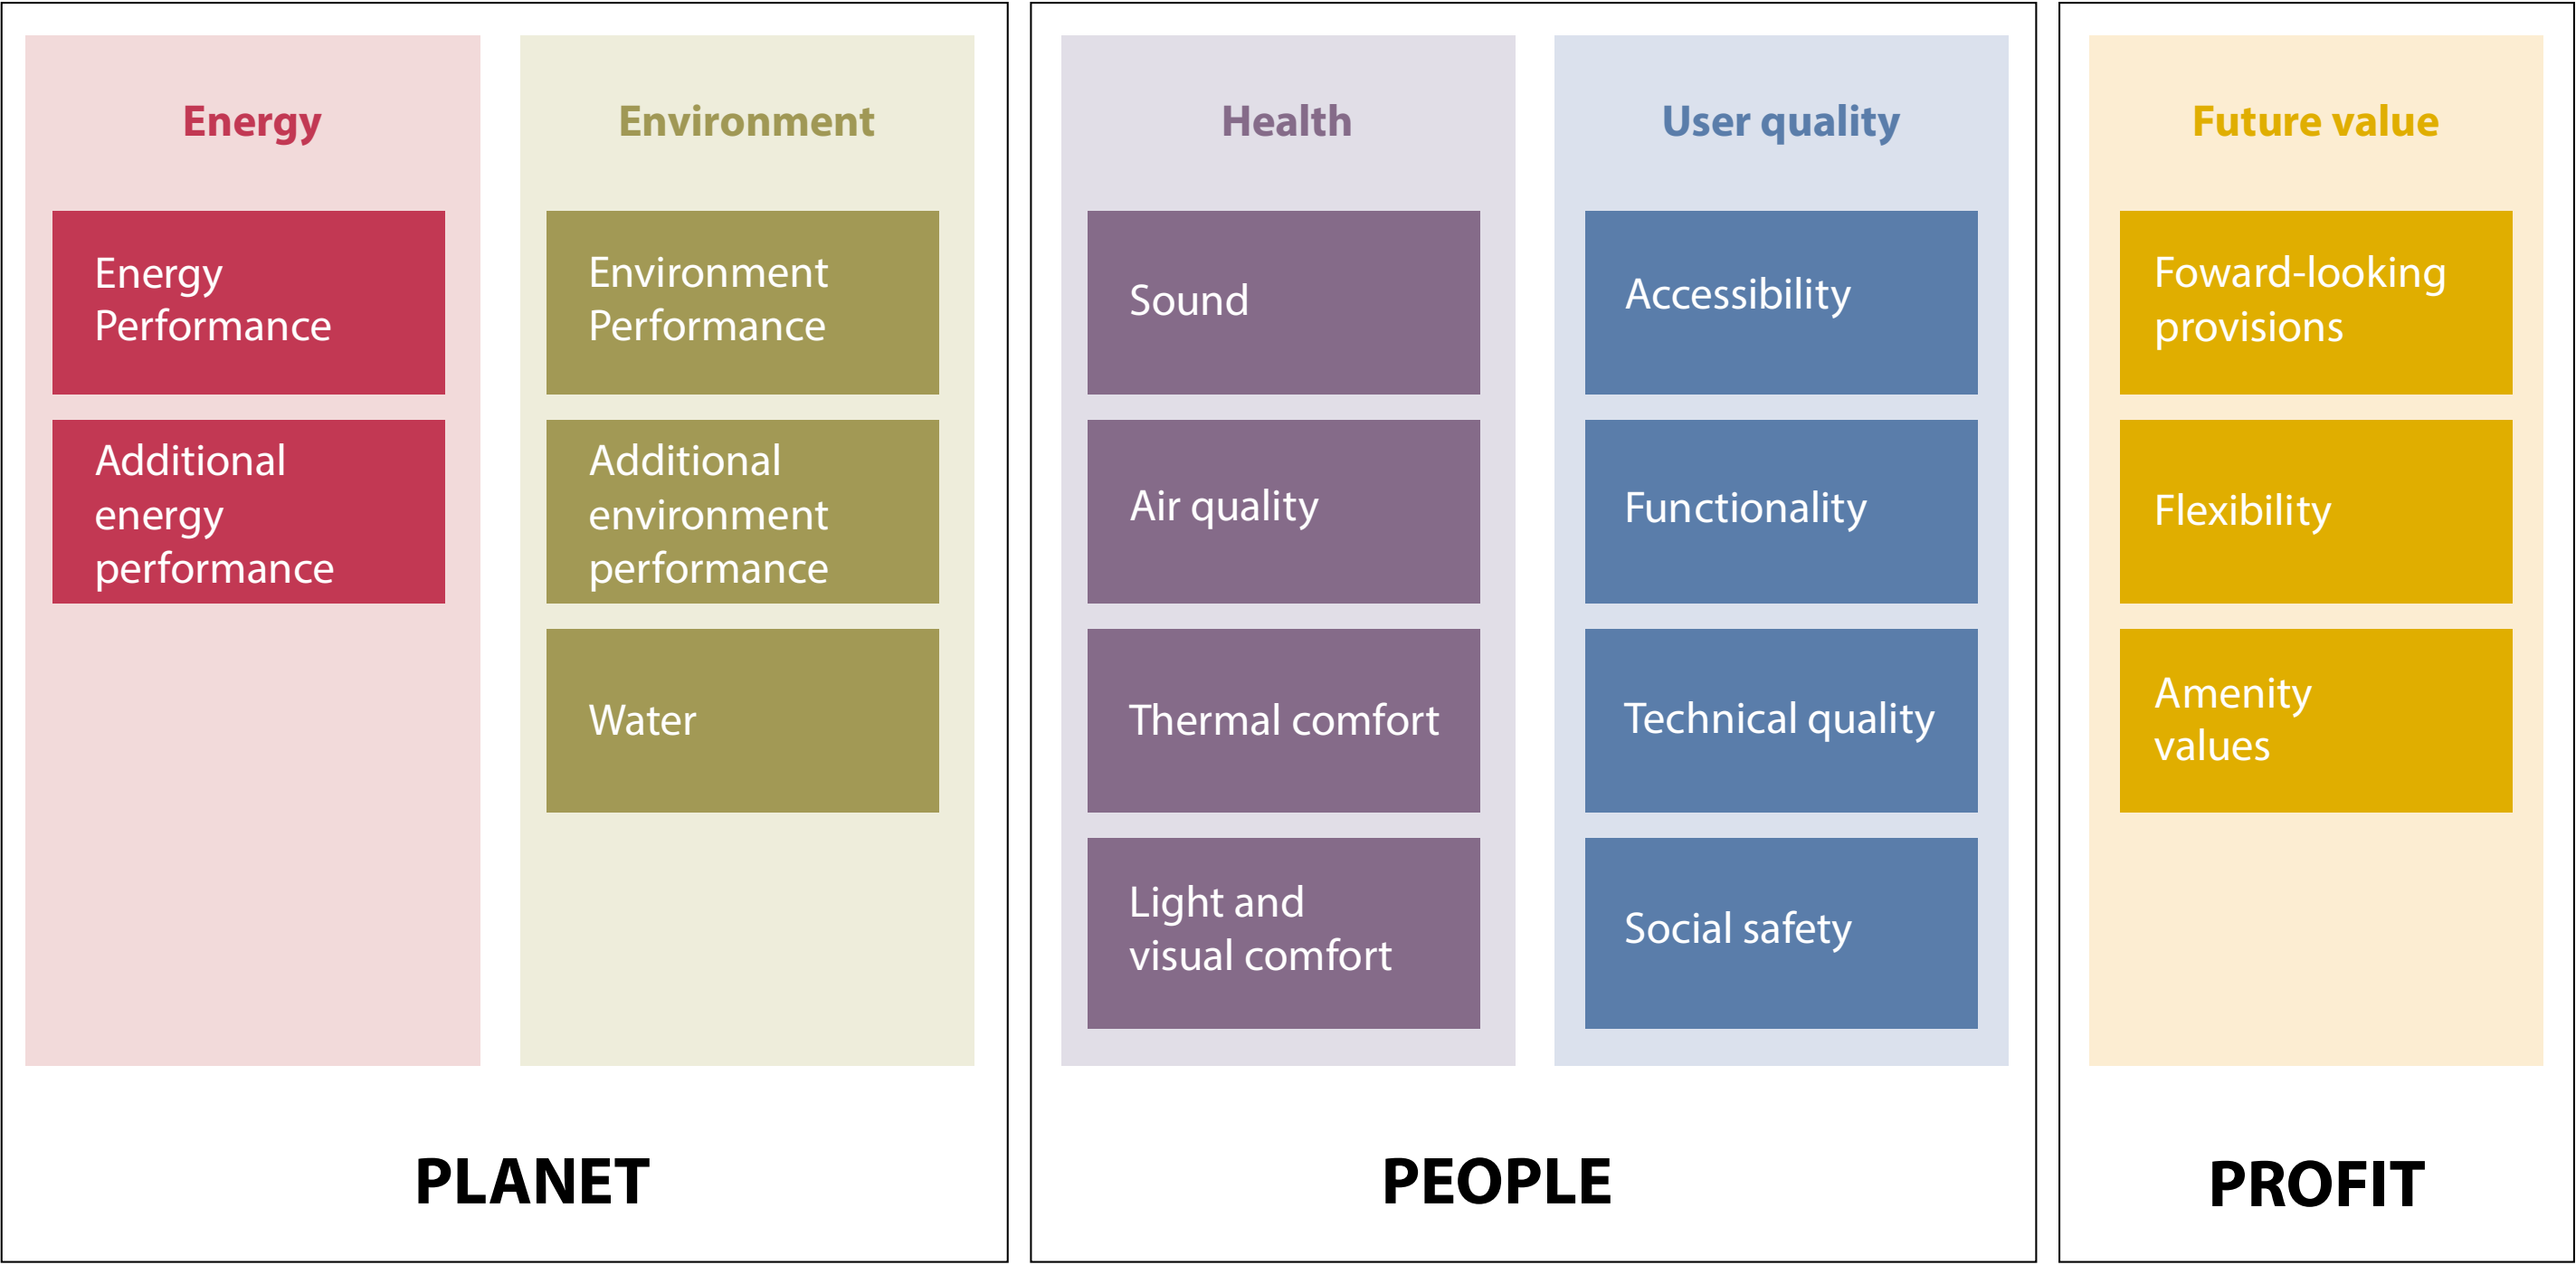 Energy
Energy
Performance
Additional
energy
performance
Environment
Environment
Performance
Additional
environment
performance
Water
PLANET
Health
Sound
Air quality
Thermal comfort
Light and
visual comfort
User quality
Accessibility
Functionality
Technical quality
Social safety
PEOPLE
Future value
Foward-looking
provisions
Flexibility
Amenity
values
PROFIT